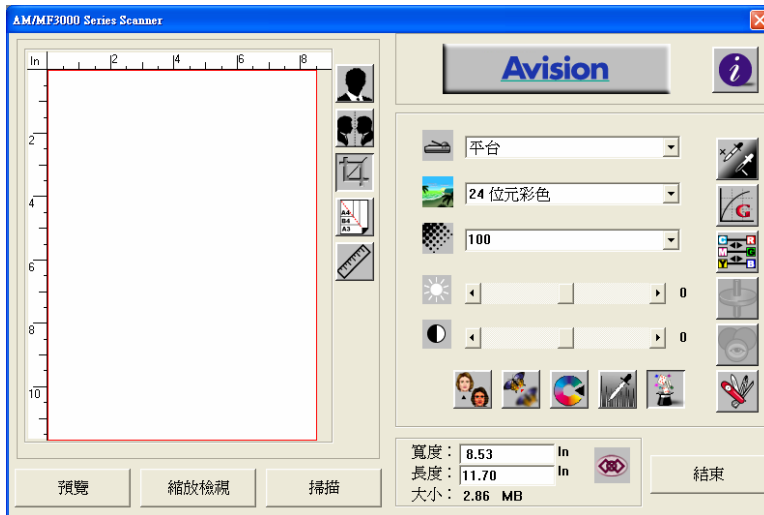 AM/MF3000 Series Scanner
In
2
4
6
8
2
4
6
8
10
A4
B4
A3
Avision
i
平台
24 位元彩色
100
0
0
G
C R
M G
Y B
寬度： 8.53 In
長度： 11.70 In
大小： 2.86 MB
預覽
縮放檢視
掃描
結束